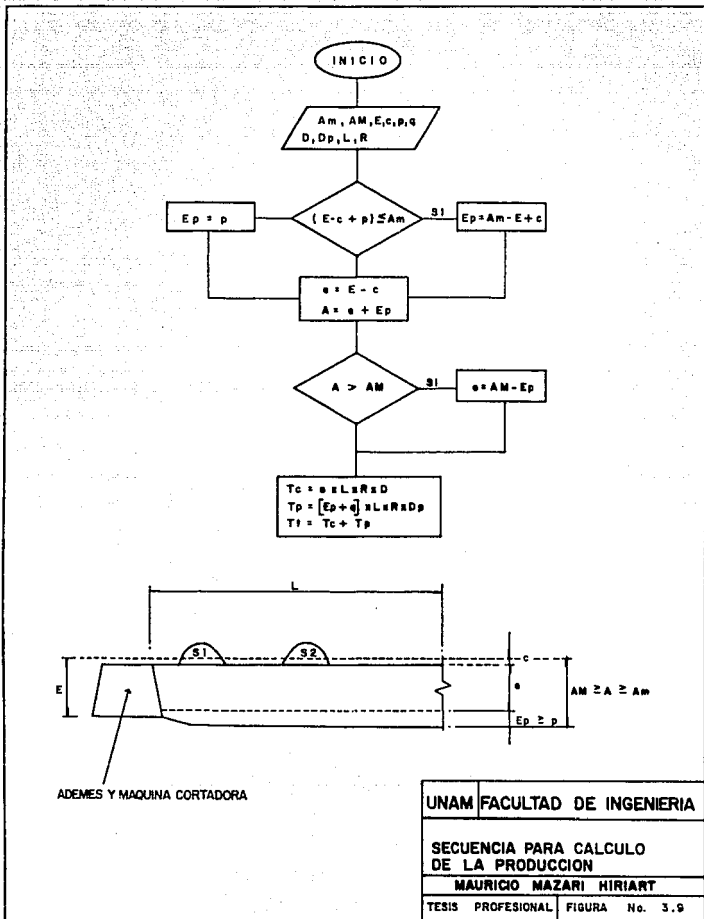 INICIO
Am, AM, E, c, p, q
D, Dp, L, R
Ep = p
( E-c + p) ≤ Am
SI
Ep = Am - E + c
e = E - c
A = e + Ep
A > AM
SI
e = AM - Ep
Tc = e x L x R x D
Tp = [Ep + q] x L x R x Dp
Tt = Tc + Tp
L
S1
S2
c
E
e
AM ≥ A ≥ Am
Ep ≥ p
ADEMES Y MAQUINA CORTADORA
UNAM FACULTAD DE INGENIERIA
SECUENCIA PARA CALCULO
DE LA PRODUCCION
MAURICIO MAZARI HIRIART
TESIS PROFESIONAL FIGURA No. 3.9